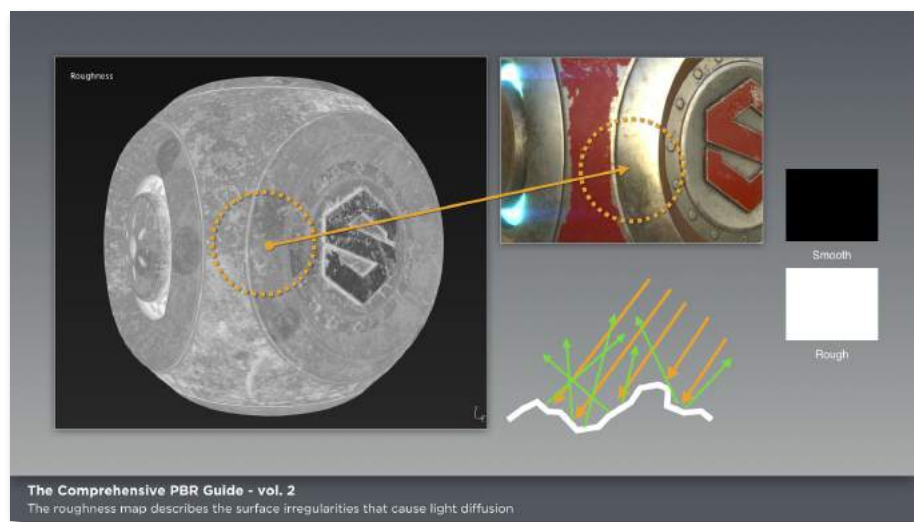 Roughness
Smooth
Rough
The Comprehensive PBR Guide - vol. 2
The roughness map describes the surface irregularities that cause light diffusion